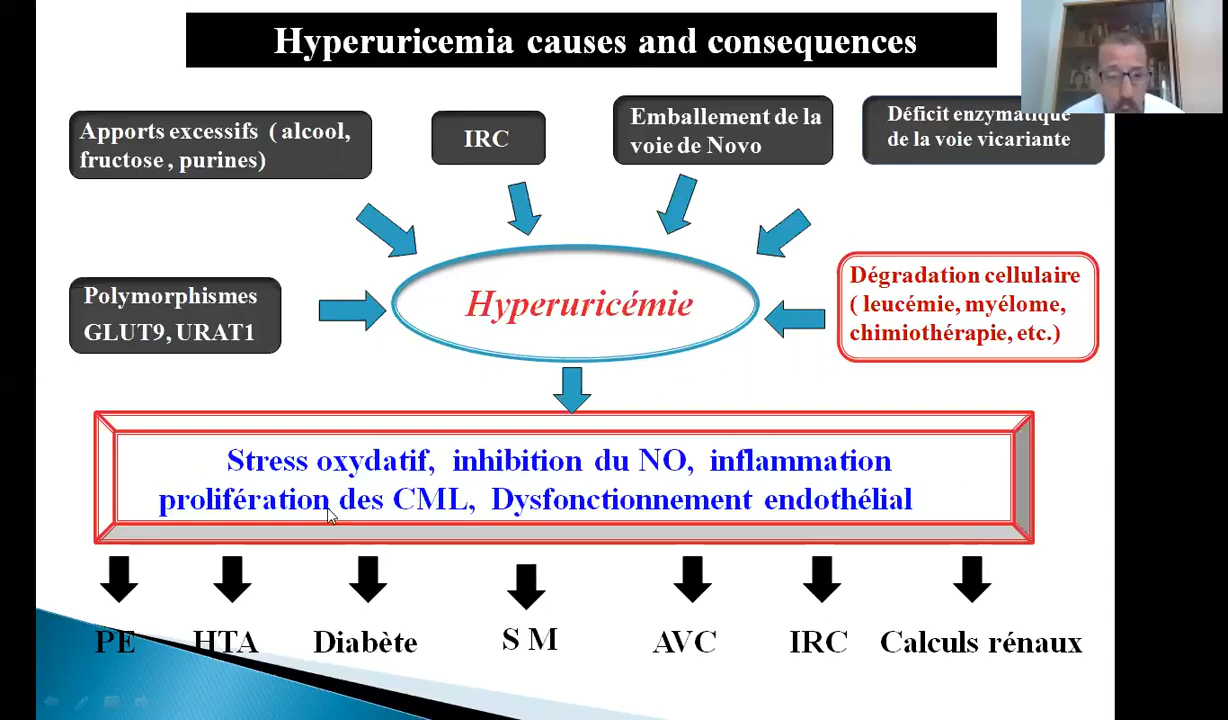 Hyperuricemia causes and consequences
Apports excessifs ( alcool,
fructose , purines)
IRC
Emballement de la
voie de Novo
Déficit enzymatique
de la voie vicariante
Polymorphismes
GLUT9, URAT1
Hyperuricémie
Dégradation cellulaire
( leucémie, myélome,
chimiothérapie, etc.)
Stress oxydatif, inhibition du NO, inflammation
prolifération des CML, Dysfonctionnement endothélial
PE
HTA
Diabète
S M
AVC
IRC
Calculs rénaux